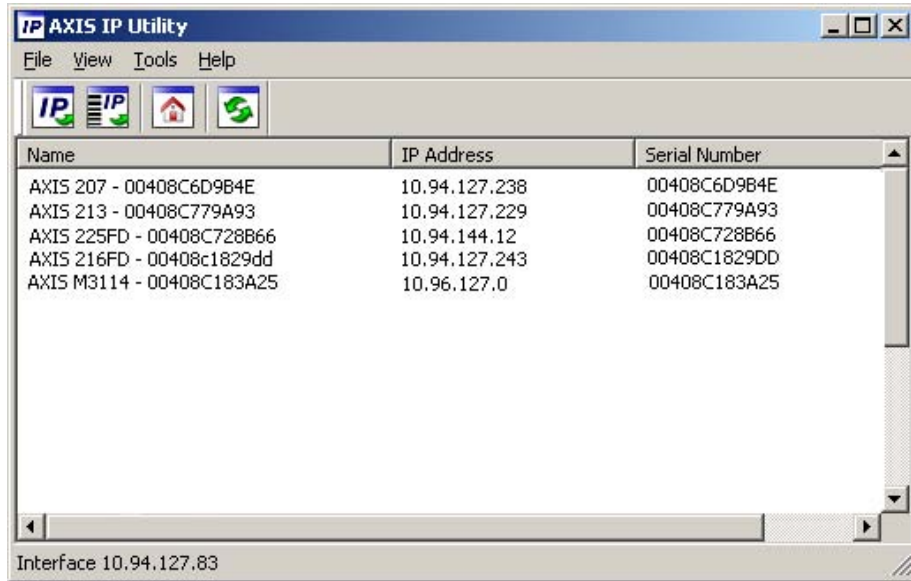 IP AXIS IP Utility
File View Tools Help
IP IP
Name IP Address Serial Number
AXIS 207 - 00408C6D9B4E 10.94.127.238 00408C6D9B4E
AXIS 213 - 00408C779A93 10.94.127.229 00408C779A93
AXIS 225FD - 00408C728B66 10.94.144.12 00408C728B66
AXIS 216FD - 00408c1829dd 10.94.127.243 00408C1829DD
AXIS M3114 - 00408C183A25 10.96.127.0 00408C183A25
Interface 10.94.127.83